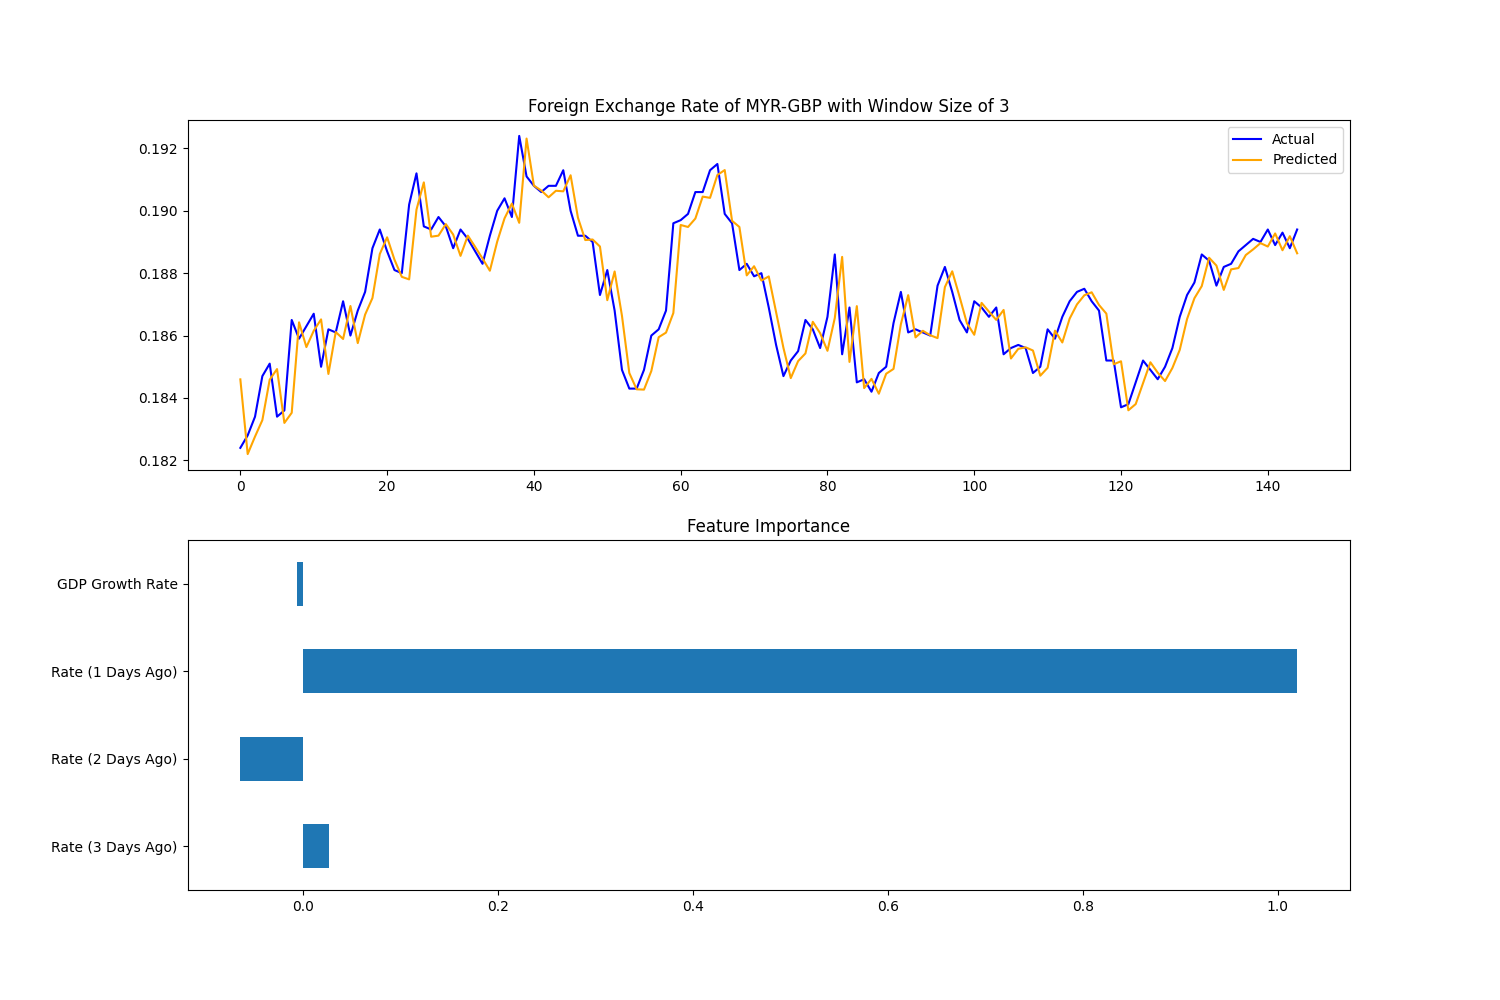 Foreign Exchange Rate of MYR-GBP with Window Size of 3
Actual
Predicted
0.192
0.190
0.188
0.186
0.184
0.182
0 20 40 60 80 100 120 140
Feature Importance
GDP Growth Rate
Rate (1 Days Ago)
Rate (2 Days Ago)
Rate (3 Days Ago)
0.0 0.2 0.4 0.6 0.8 1.0